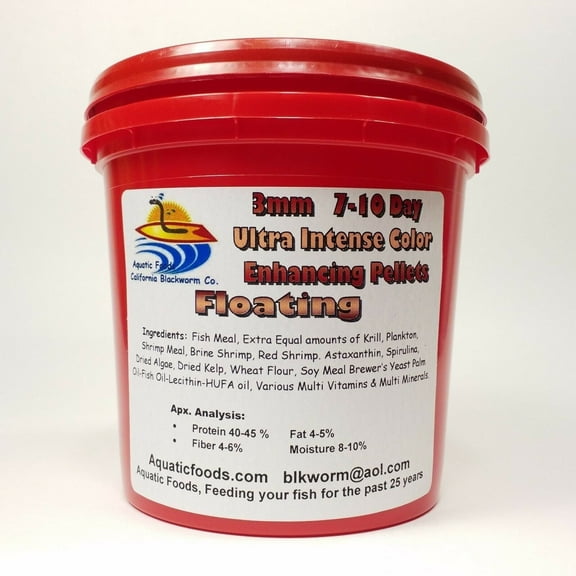 3mm 7-10 Day
Ultra Intense Color
Enhancing Pellets
Floating
Aquatic Foods
California Blackworm Co.
Ingredients: Fish Meal, Extra Equal amounts of Krill, Plankton,
Shrimp Meal, Brine Shrimp, Red Shrimp. Astaxanthin, Spirulina,
Dried Algae, Dried Kelp, Wheat Flour, Soy Meal Brewer's Yeast Palm
Oil-Fish Oil-Lecithin-HUFA oil, Various Multi Vitamins & Multi Minerals.
Apx. Analysis:
• Protein 40-45 % Fat 4-5%
• Fiber 4-6% Moisture 8-10%
Aquaticfoods.com blkworm@aol.com
Aquatic Foods, Feeding your fish for the past 25 years